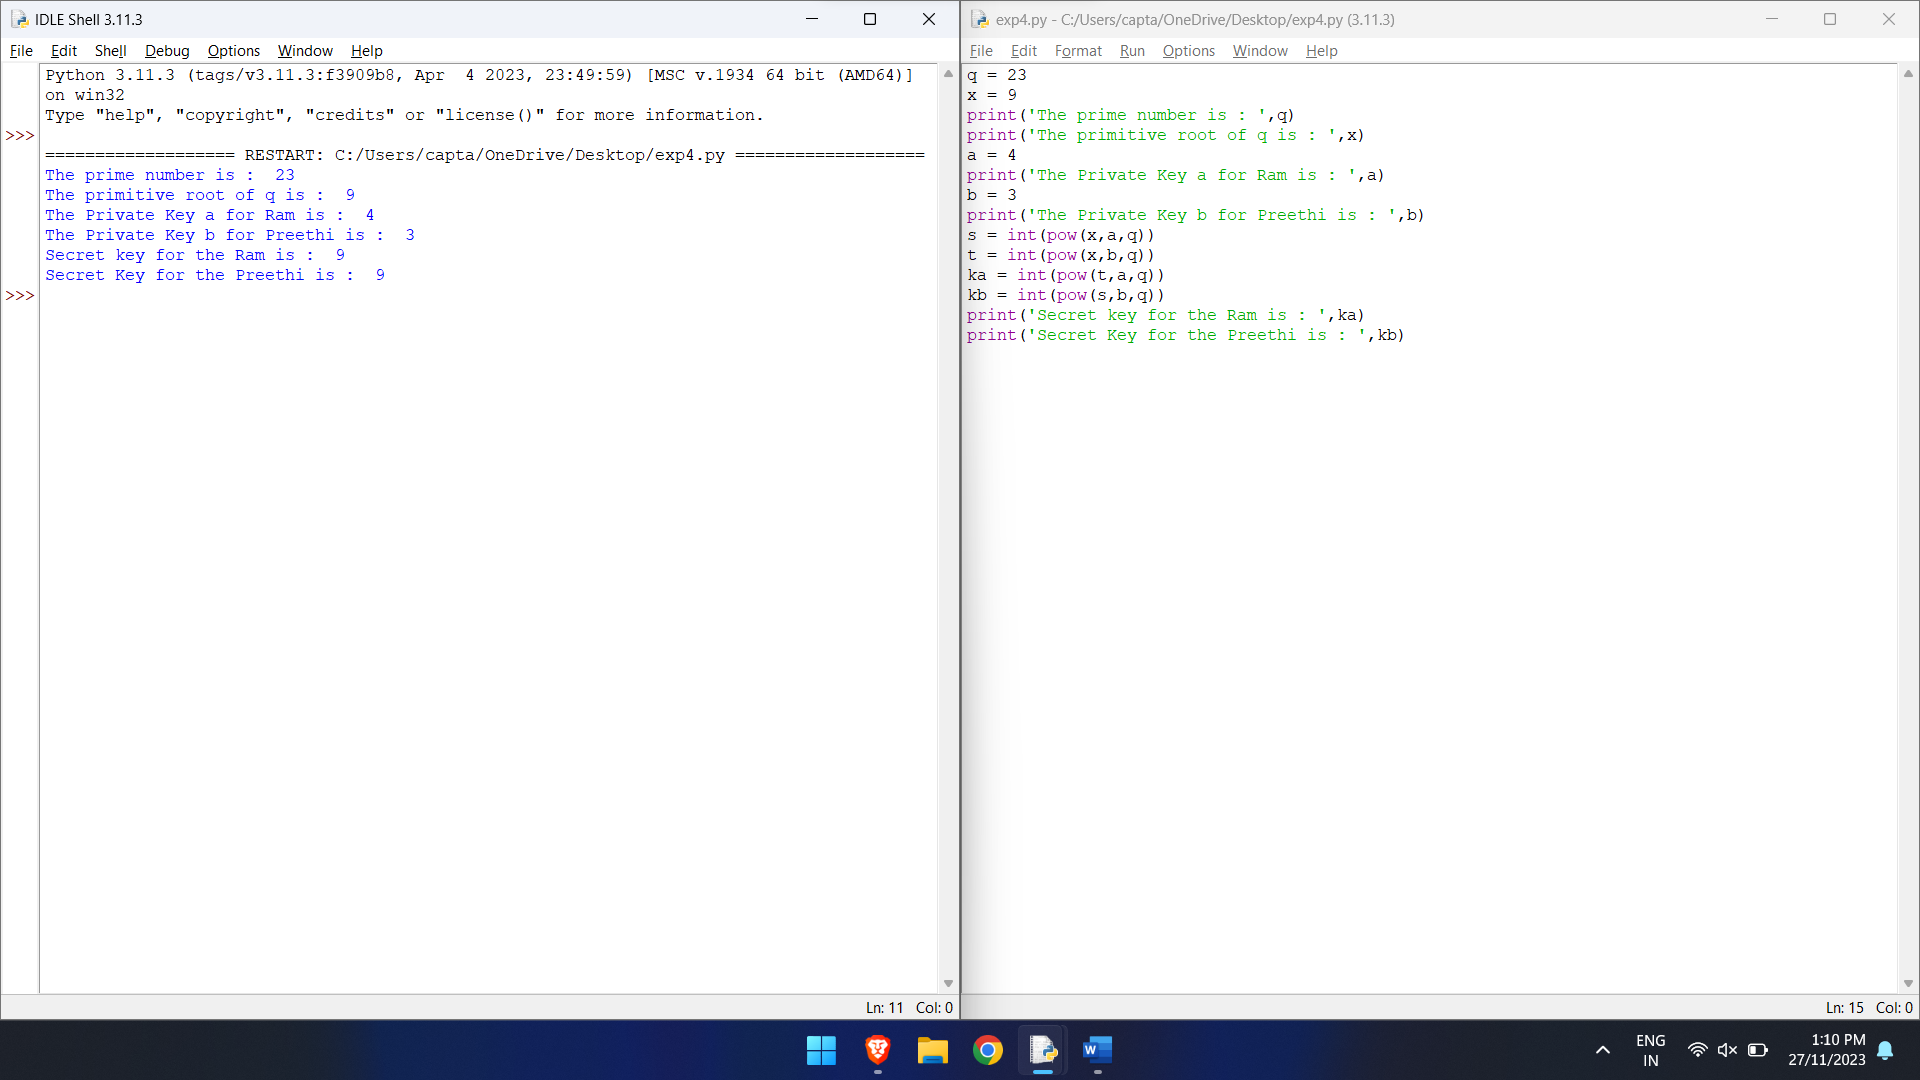 IDLE Shell 3.11.3
File Edit Shell Debug Options Window Help
Python 3.11.3 (tags/v3.11.3:f3909b8, Apr  4 2023, 23:49:59) [MSC v.1934 64 bit (AMD64)]
on win32
Type "help", "copyright", "credits" or "license()" for more information.
>>>
=================== RESTART: C:/Users/capta/OneDrive/Desktop/exp4.py ===================
The prime number is :  23
The primitive root of q is :  9
The Private Key a for Ram is :  4
The Private Key b for Preethi is :  3
Secret key for the Ram is :  9
Secret Key for the Preethi is :  9
>>>
Ln: 11 Col: 0
exp4.py - C:/Users/capta/OneDrive/Desktop/exp4.py (3.11.3)
File Edit Format Run Options Window Help
q = 23
x = 9
print('The prime number is : ',q)
print('The primitive root of q is : ',x)
a = 4
print('The Private Key a for Ram is : ',a)
b = 3
print('The Private Key b for Preethi is : ',b)
s = int(pow(x,a,q))
t = int(pow(x,b,q))
ka = int(pow(t,a,q))
kb = int(pow(s,b,q))
print('Secret key for the Ram is : ',ka)
print('Secret Key for the Preethi is : ',kb)
Ln: 15 Col: 0
W
ENG
IN
1:10 PM
27/11/2023